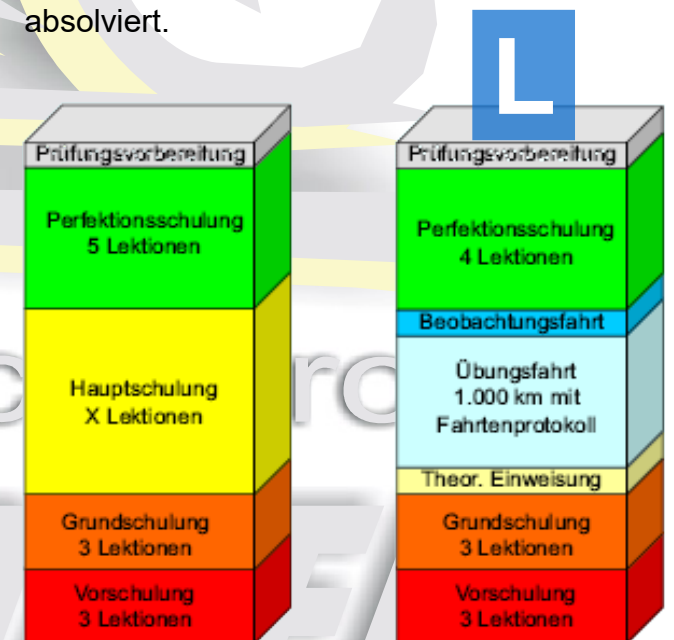 absolviert.
L
Prüfungsvorbereitung
Perfektionsschulung
5 Lektionen
Hauptschulung
X Lektionen
Grundschulung
3 Lektionen
Vorschulung
3 Lektionen
Prüfungsvorbereitung
Perfektionsschulung
4 Lektionen
Beobachtungsfahrt
Übungsfahrt
1.000 km mit
Fahrtenprotokoll
Theor. Einweisung
Grundschulung
3 Lektionen
Vorschulung
3 Lektionen